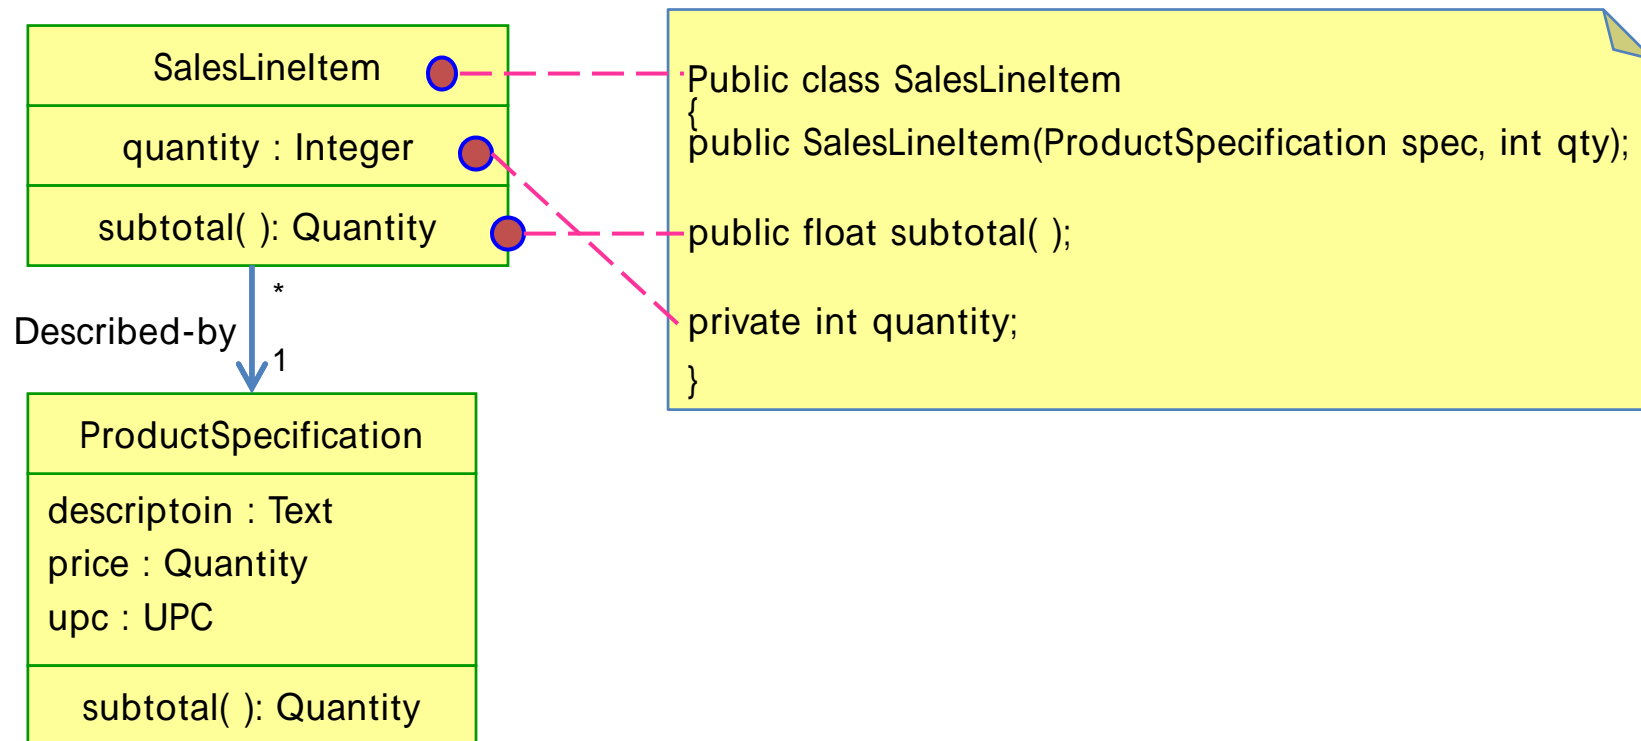 SalesLineItem
quantity : Integer
subtotal( ): Quantity
*
Described-by
1
ProductSpecification
descriptoin : Text
price : Quantity
upc : UPC
subtotal( ): Quantity
Public class SalesLineItem
{
public SalesLineItem(ProductSpecification spec, int qty);
public float subtotal( );
private int quantity;
}